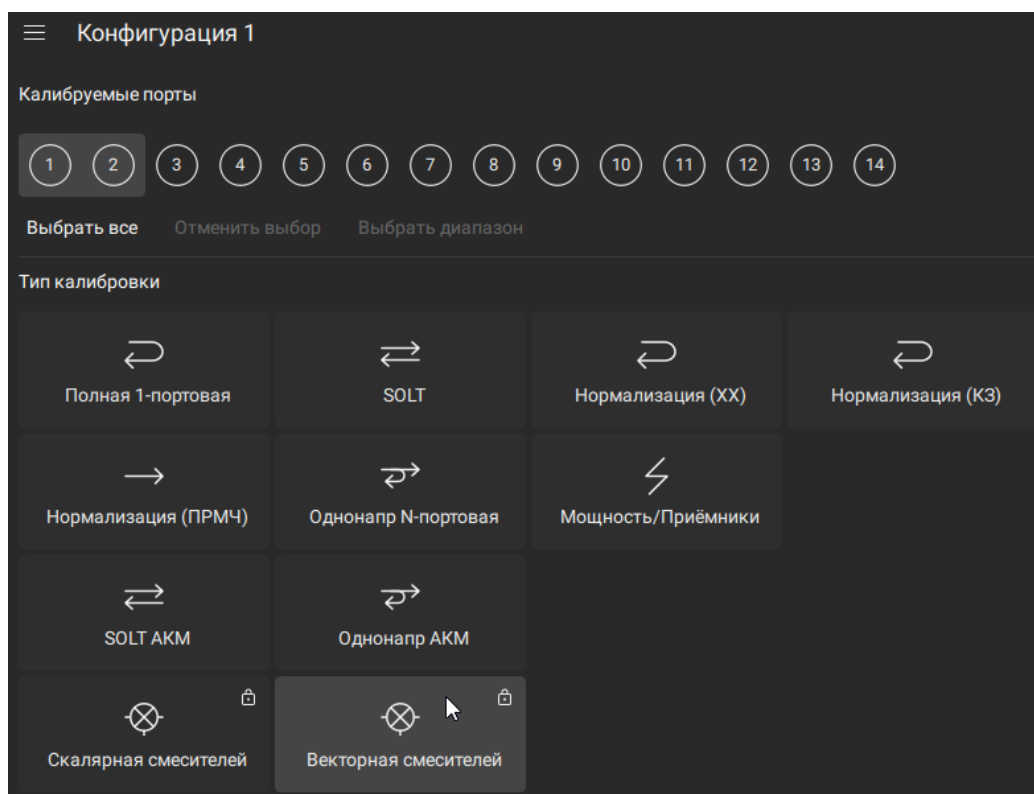 Конфигурация 1
Калибруемые порты
1 2 3 4 5 6 7 8 9 10 11 12 13 14
Выбрать все Отменить выбор Выбрать диапазон
Тип калибровки
Полная 1-портовая SOLT Нормализация (ХХ) Нормализация (КЗ)
Нормализация (ПРМЧ) Однонапр N-портовая Мощность/Приёмники
SOLT АКМ Однонапр АКМ
Скалярная смесителей Векторная смесителей